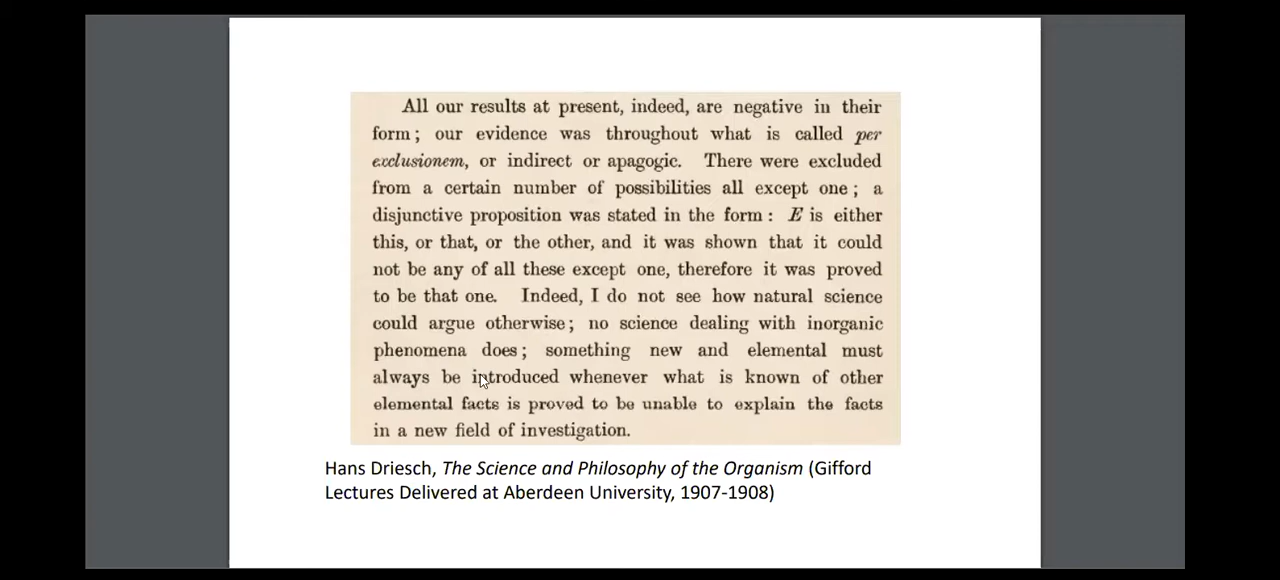 All our results at present, indeed, are negative in their
form ; our evidence was throughout what is called per
exclusionem, or indirect or apagogic. There were excluded
from a certain number of possibilities all except one ; a
disjunctive proposition was stated in the form : E is either
this, or that, or the other, and it was shown that it could
not be any of all these except one, therefore it was proved
to be that one. Indeed, I do not see how natural science
could argue otherwise ; no science dealing with inorganic
phenomena does ; something new and elemental must
always be introduced whenever what is known of other
elemental facts is proved to be unable to explain the facts
in a new field of investigation.
Hans Driesch, The Science and Philosophy of the Organism (Gifford
Lectures Delivered at Aberdeen University, 1907-1908)